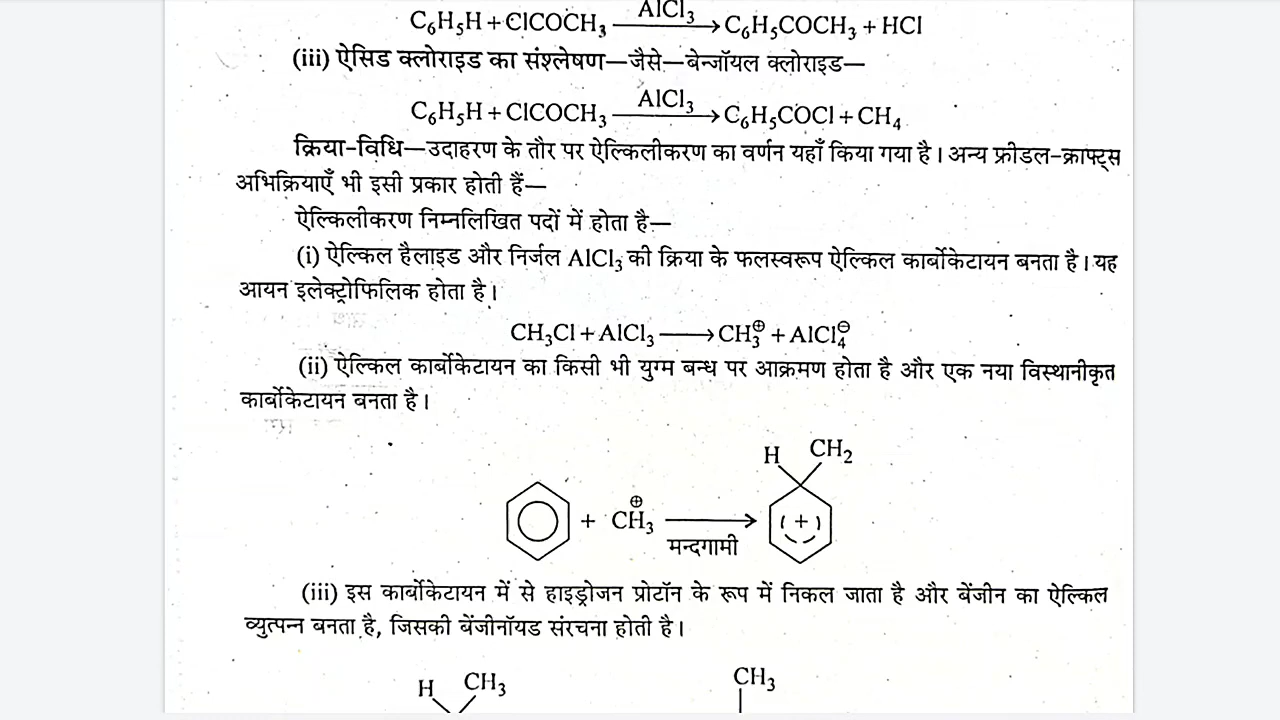 C₆H₅H + ClCOCH₃ —AlCl₃→ C₆H₅COCH₃ + HCl
(iii) ऐसिड क्लोराइड का संश्लेषण—जैसे—बेन्जॉयल क्लोराइड—
C₆H₅H + ClCOCH₃ —AlCl₃→ C₆H₅COCl + CH₄
क्रिया-विधि—उदाहरण के तौर पर ऐल्किलीकरण का वर्णन यहाँ किया गया है। अन्य फ्रीडल-क्राफ्ट्स
अभिक्रियाएँ भी इसी प्रकार होती हैं—
ऐल्किलीकरण निम्नलिखित पदों में होता है—
(i) ऐल्किल हैलाइड और निर्जल AlCl₃ की क्रिया के फलस्वरूप ऐल्किल कार्बोकेटायन बनता है। यह
आयन इलेक्ट्रोफिलिक होता है।
CH₃Cl + AlCl₃ ⟶ CH₃⊕ + AlCl₄⊖
(ii) ऐल्किल कार्बोकेटायन का किसी भी युग्म बन्ध पर आक्रमण होता है और एक नया विस्थानीकृत
कार्बोकेटायन बनता है।
H CH₂
+ CH₃⊕ ⟶ (+)
मन्दगामी
(iii) इस कार्बोकेटायन में से हाइड्रोजन प्रोटॉन के रूप में निकल जाता है और बेंजीन का ऐल्किल
व्युत्पन्न बनता है, जिसकी बेंजीनॉयड संरचना होती है।
H CH₃ CH₃